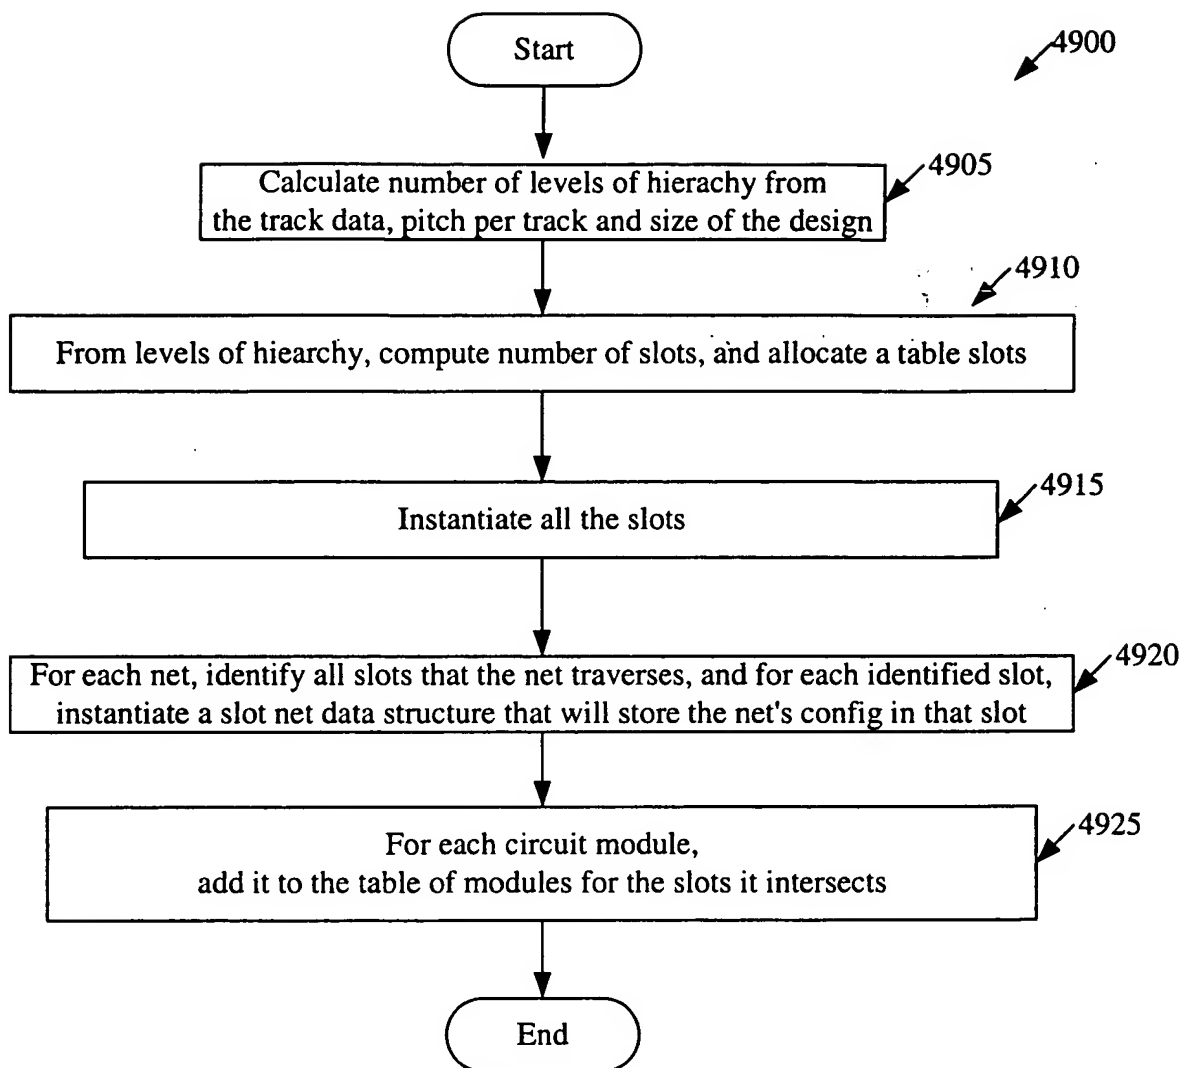 Start
4900
4905
Calculate number of levels of hierachy from
the track data, pitch per track and size of the design
4910
From levels of hiearchy, compute number of slots, and allocate a table slots
4915
Instantiate all the slots
4920
For each net, identify all slots that the net traverses, and for each identified slot,
instantiate a slot net data structure that will store the net's config in that slot
4925
For each circuit module,
add it to the table of modules for the slots it intersects
End